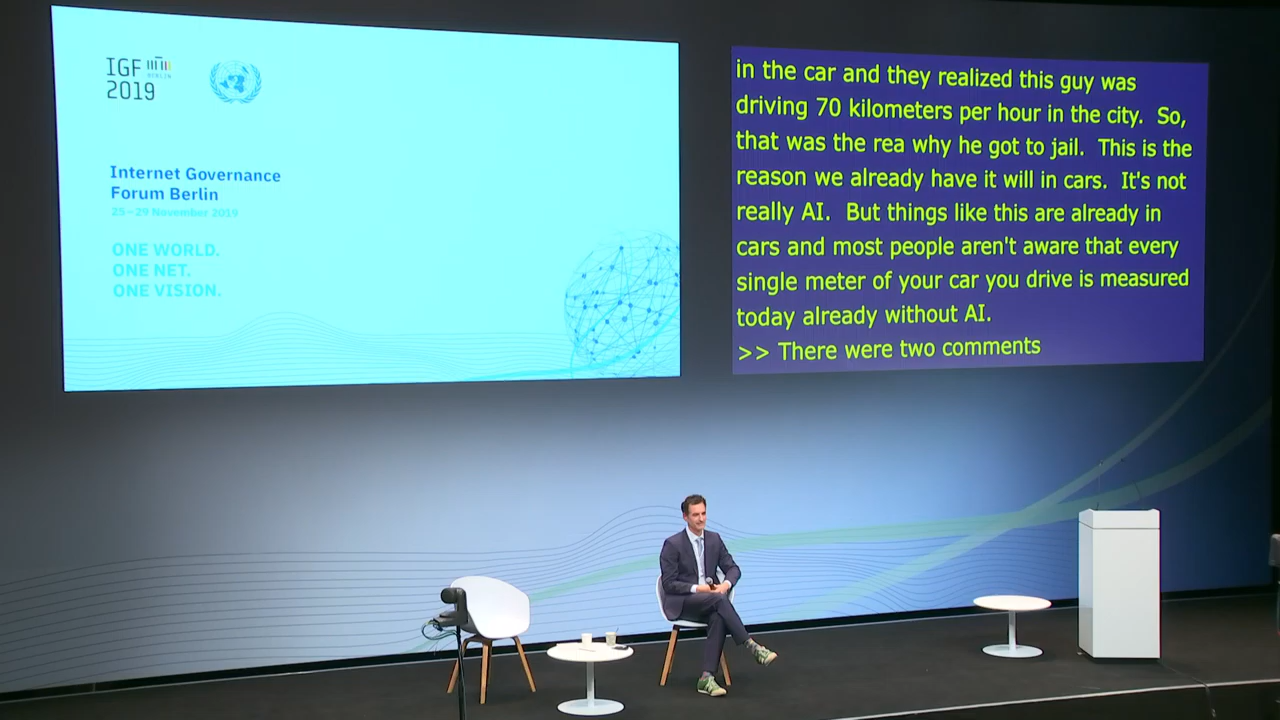 IGF
2019
BERLIN
Internet Governance
Forum Berlin
25–29 November 2019
ONE WORLD.
ONE NET.
ONE VISION.
in the car and they realized this guy was
driving 70 kilometers per hour in the city. So,
that was the rea why he got to jail. This is the
reason we already have it will in cars. It's not
really AI. But things like this are already in
cars and most people aren't aware that every
single meter of your car you drive is measured
today already without AI.
>> There were two comments